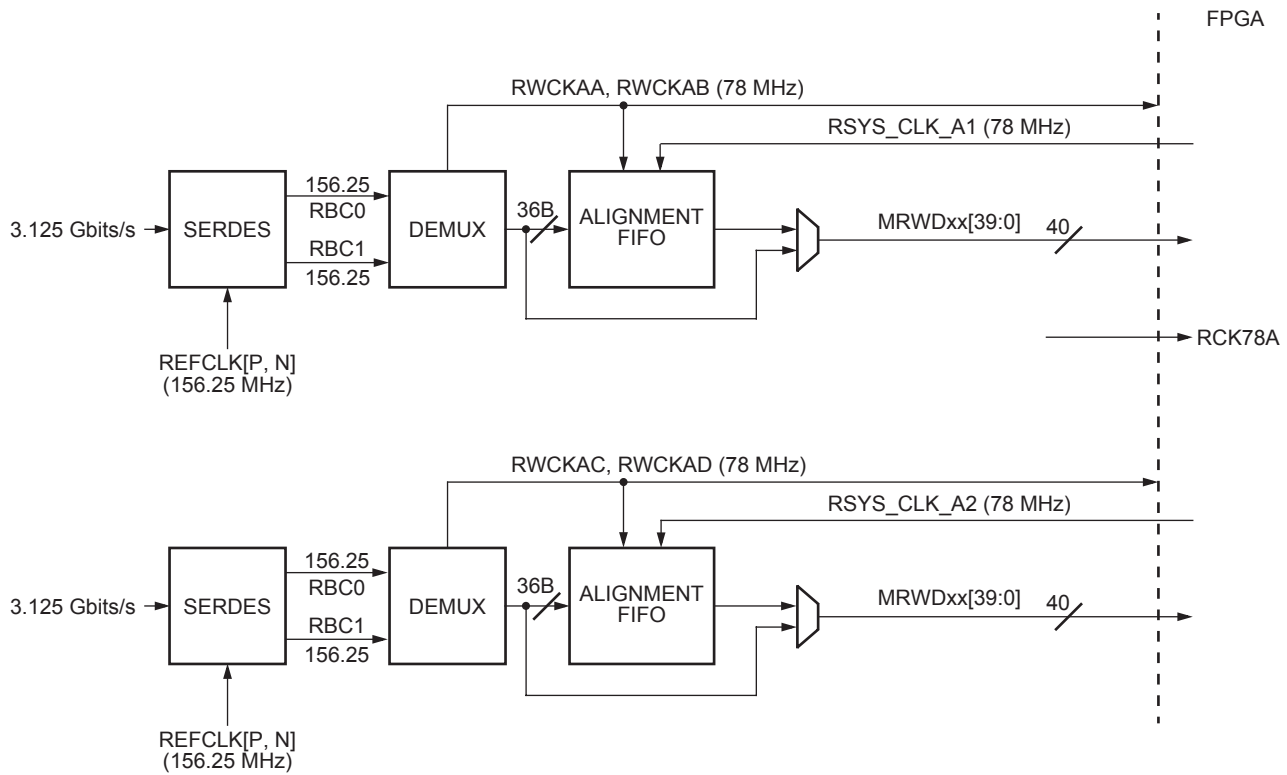 FPGA
RWCKAA, RWCKAB (78 MHz)
RSYS_CLK_A1 (78 MHz)
3.125 Gbits/s
SERDES
156.25
RBC0
RBC1
156.25
DEMUX
36B
ALIGNMENT
FIFO
MRWDxx[39:0]
40
REFCLK[P, N]
(156.25 MHz)
RCK78A
RWCKAC, RWCKAD (78 MHz)
RSYS_CLK_A2 (78 MHz)
3.125 Gbits/s
SERDES
156.25
RBC0
RBC1
156.25
DEMUX
36B
ALIGNMENT
FIFO
MRWDxx[39:0]
40
REFCLK[P, N]
(156.25 MHz)